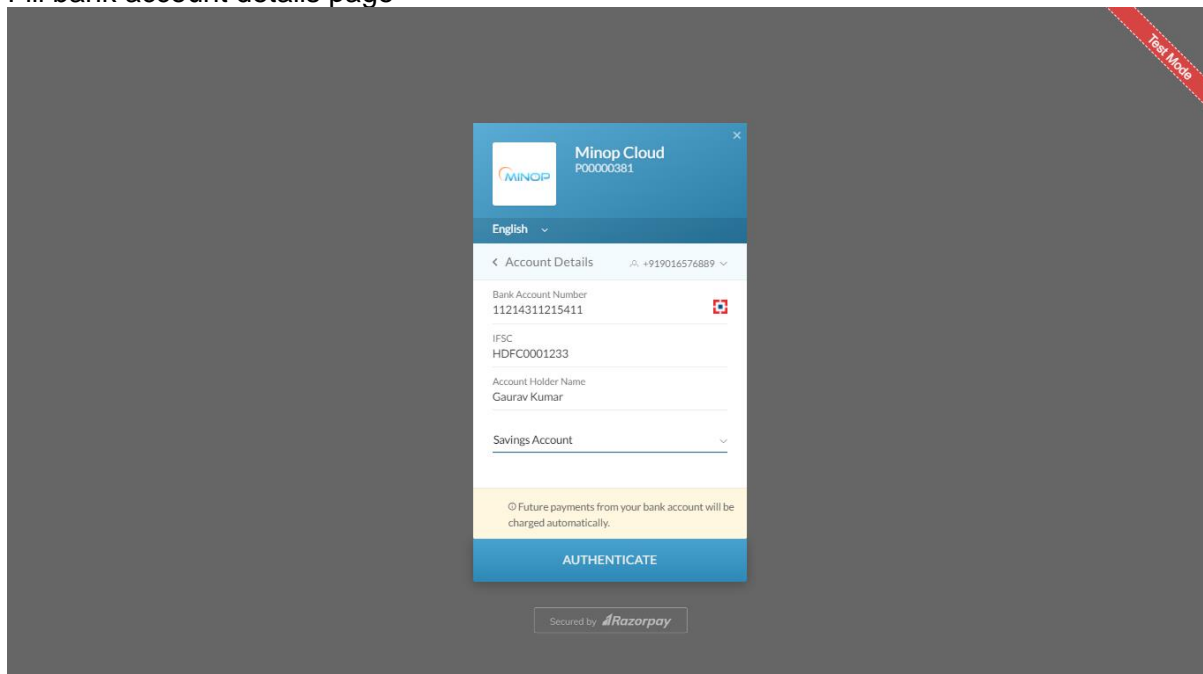 Fill bank account details page
Test Mode
×
MINOP
Minop Cloud
P00000381
English
Account Details
+919016576889
Bank Account Number
11214311215411
IFSC
HDFC0001233
Account Holder Name
Gaurav Kumar
Savings Account
Future payments from your bank account will be
charged automatically.
AUTHENTICATE
Secured by Razorpay